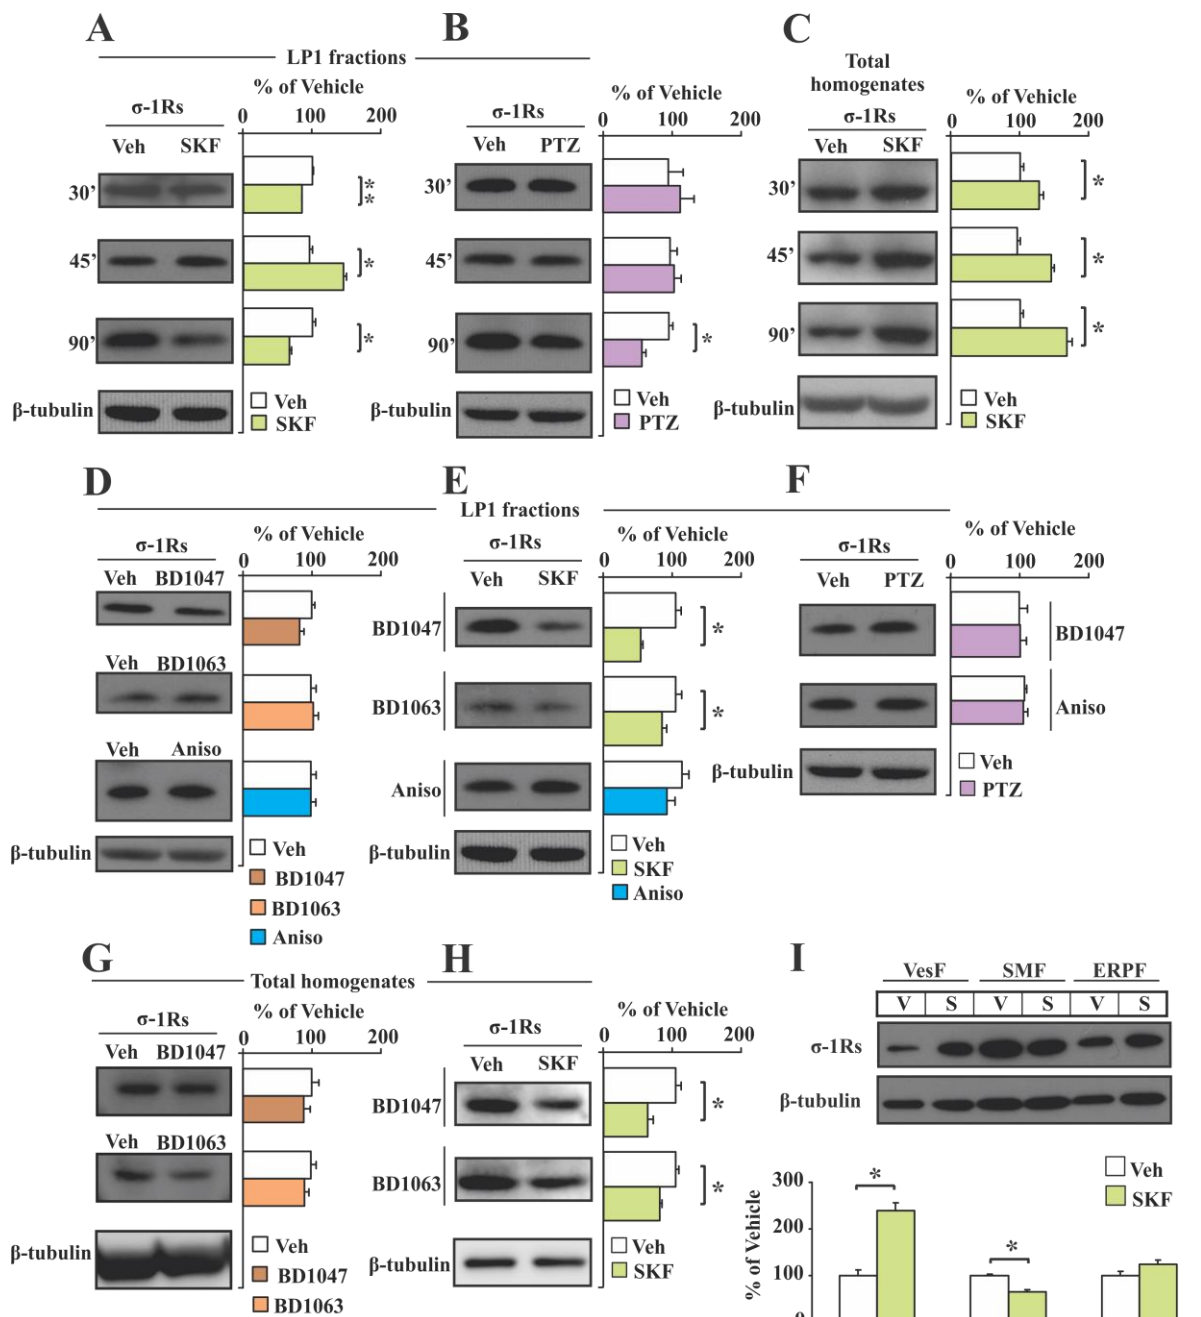 A
B
C
LP1 fractions
Total
homogenates
% of Vehicle
σ-1Rs
Veh SKF
0 100 200
30’
**
45’
*
90’
*
β-tubulin
Veh
SKF
% of Vehicle
σ-1Rs
Veh PTZ
0 100 200
30’
45’
90’
*
Veh
PTZ
σ-1Rs
% of Vehicle
Veh SKF
0 100 200
30’
*
45’
*
90’
*
β-tubulin
Veh
SKF
D
E
F
LP1 fractions
% of Vehicle
σ-1Rs
0 100 200
Veh BD1047
Veh BD1063
Veh Aniso
β-tubulin
Veh
BD1047
BD1063
Aniso
% of Vehicle
σ-1Rs
0 100 200
Veh SKF
BD1047
*
BD1063
*
Aniso
β-tubulin
Veh
SKF
Aniso
% of Vehicle
σ-1Rs
0 100 200
Veh PTZ
BD1047
Aniso
β-tubulin
Veh
PTZ
G
H
I
Total homogenates
% of Vehicle
σ-1Rs
0 100 200
Veh BD1047
Veh BD1063
β-tubulin
Veh
BD1047
BD1063
% of Vehicle
σ-1Rs
0 100 200
Veh SKF
BD1047
*
BD1063
*
β-tubulin
Veh
SKF
VesF SMF ERPF
V S V S V S
σ-1Rs
β-tubulin
Veh
SKF
% of Vehicle
300
200
100
0
*
*